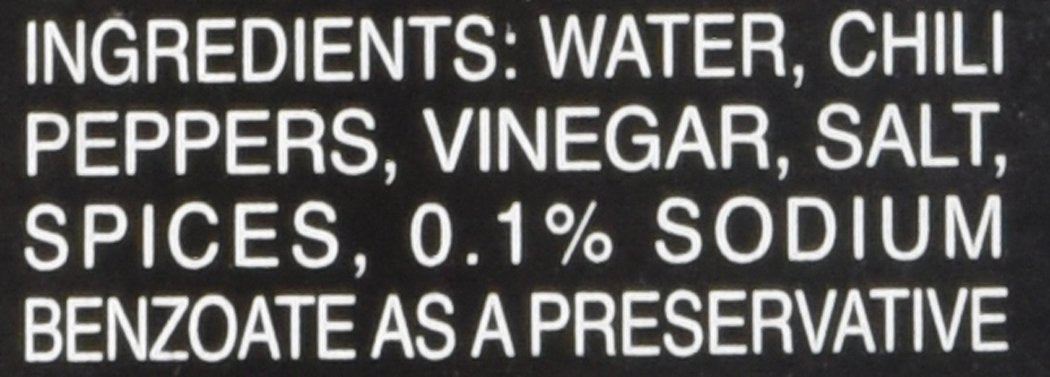 INGREDIENTS: WATER, CHILI
PEPPERS, VINEGAR, SALT,
SPICES, 0.1% SODIUM
BENZOATE AS A PRESERVATIVE